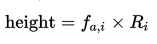 height = f_{a,i} × R_i